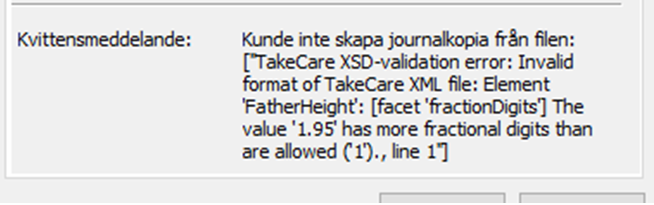 Kvittensmeddelande: Kunde inte skapa journalkopia från filen:
["TakeCare XSD-validation error: Invalid
format of TakeCare XML file: Element
'FatherHeight': [facet 'fractionDigits'] The
value '1.95' has more fractional digits than
are allowed ('1')., line 1"]